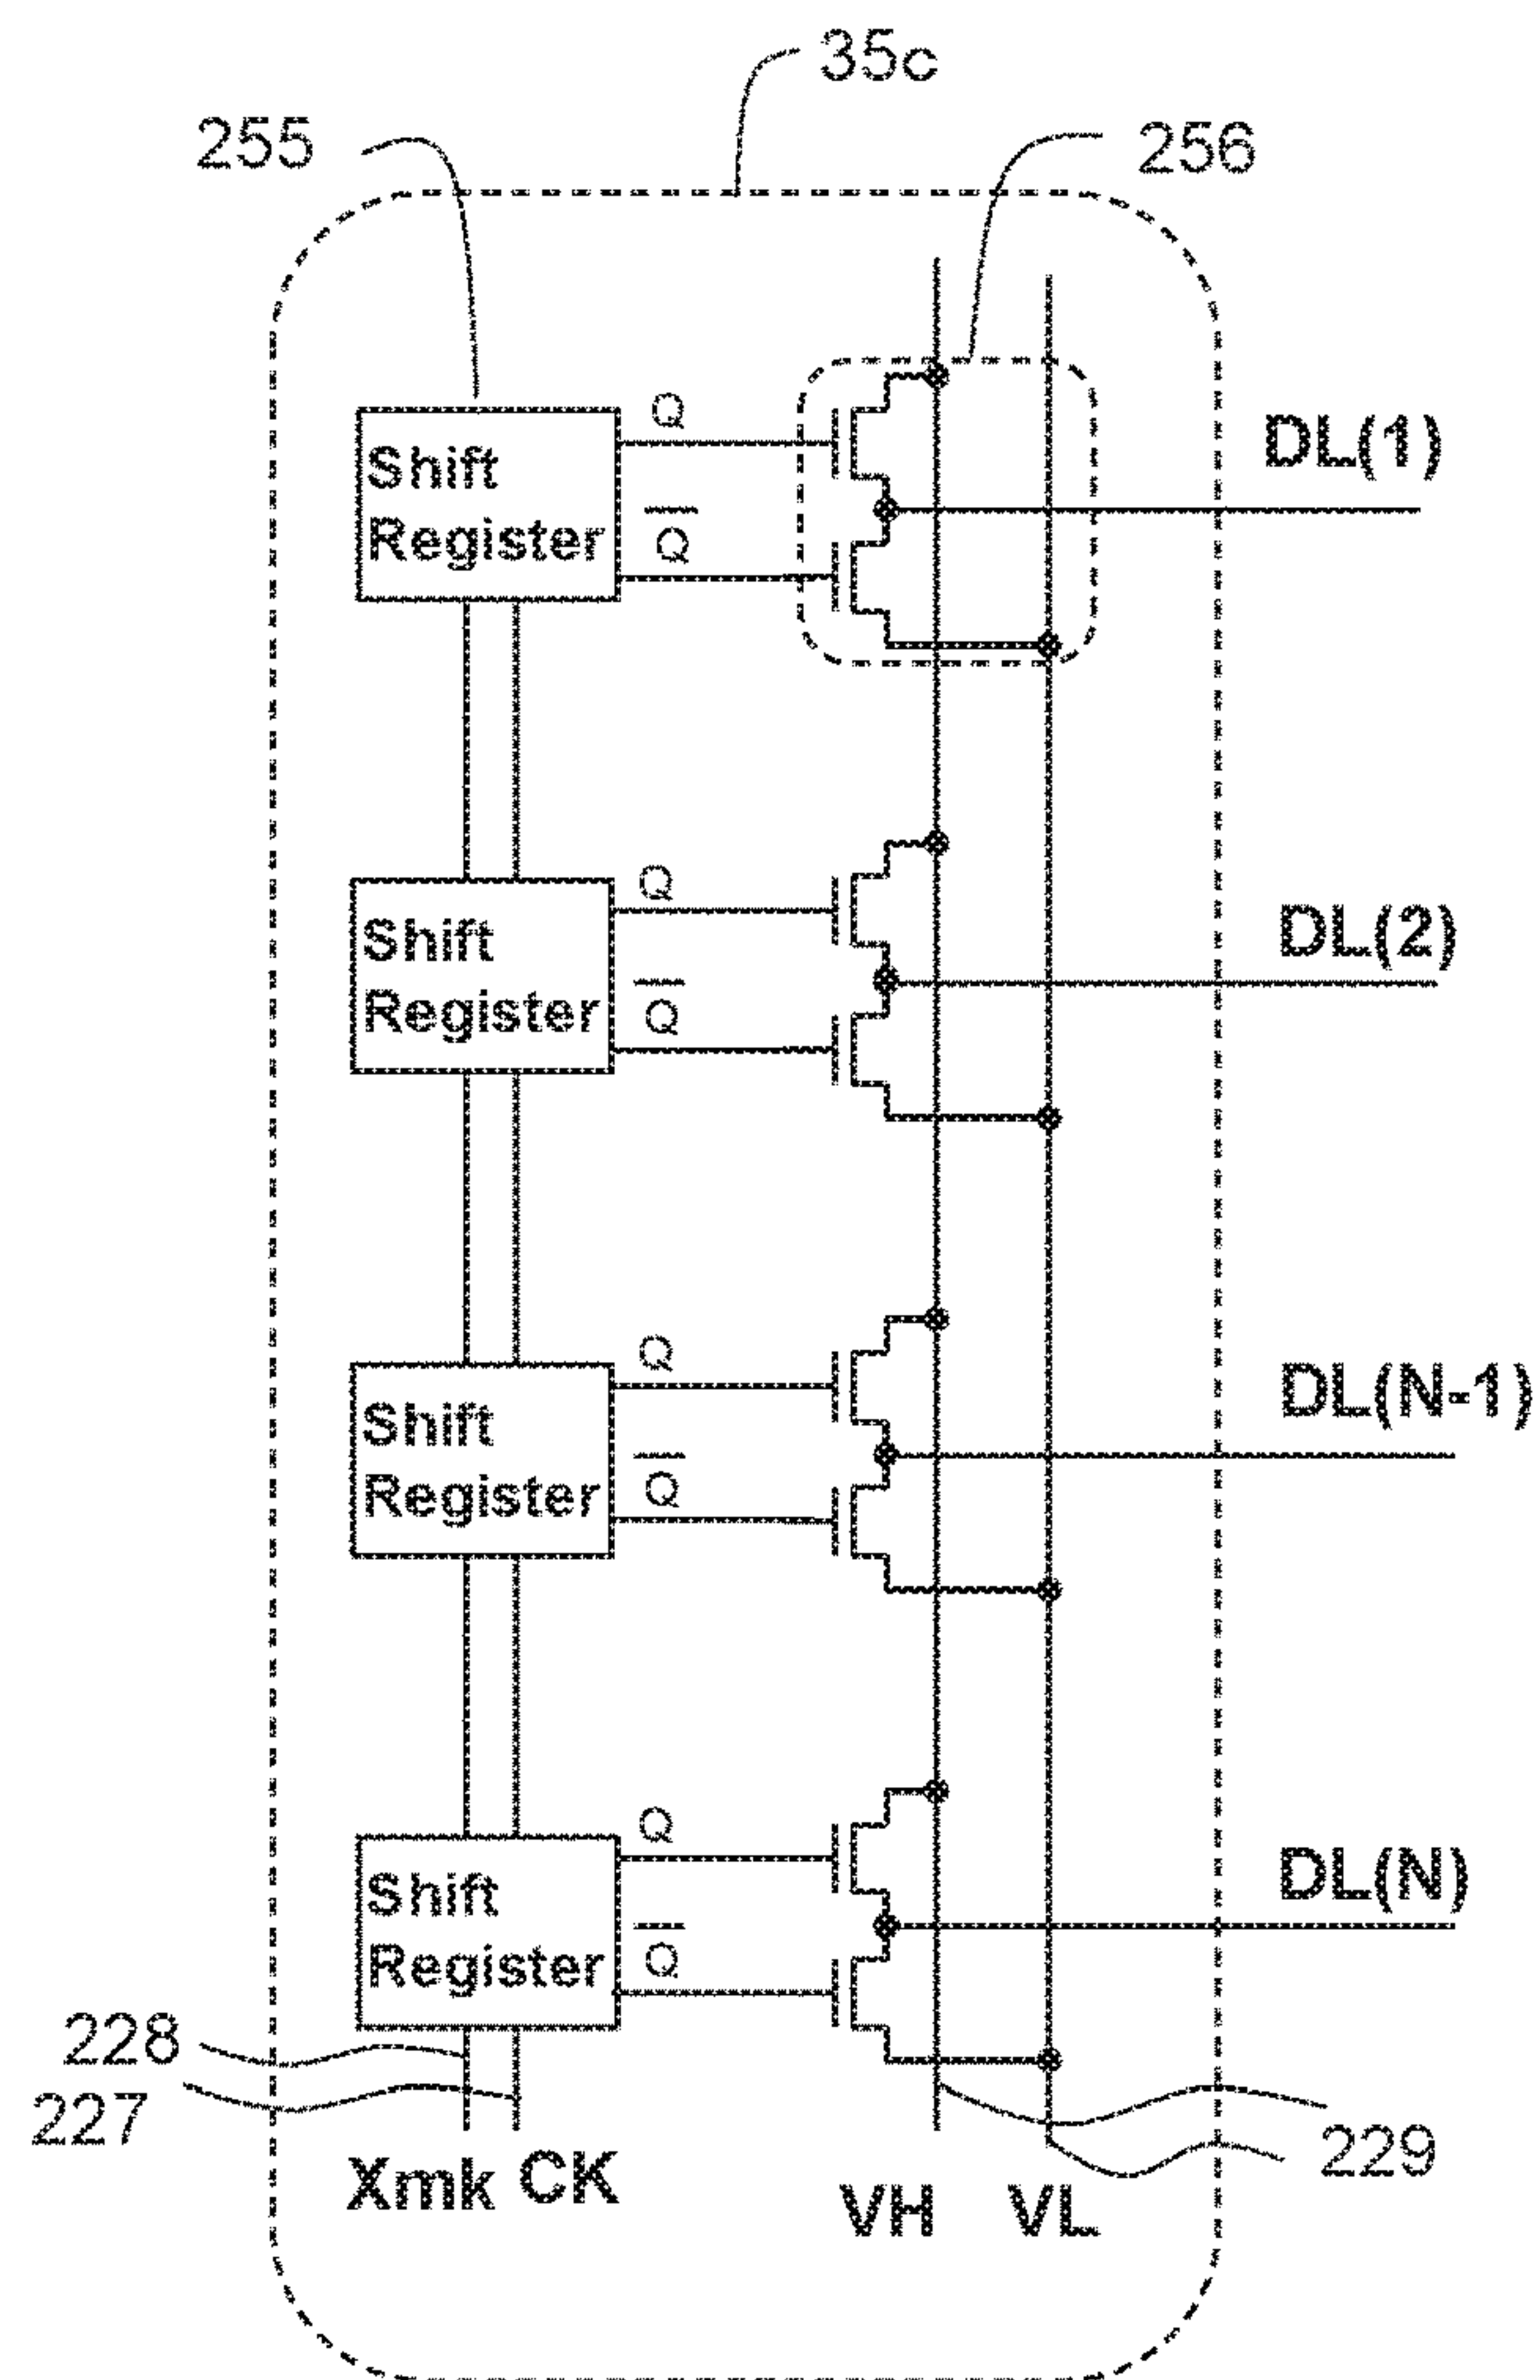 35c
255
256
Shift
Register
Q
Q
DL(1)
Shift
Register
Q
Q
DL(2)
Shift
Register
Q
Q
DL(N-1)
Shift
Register
Q
Q
DL(N)
228
227
229
Xmk CK
VH VL